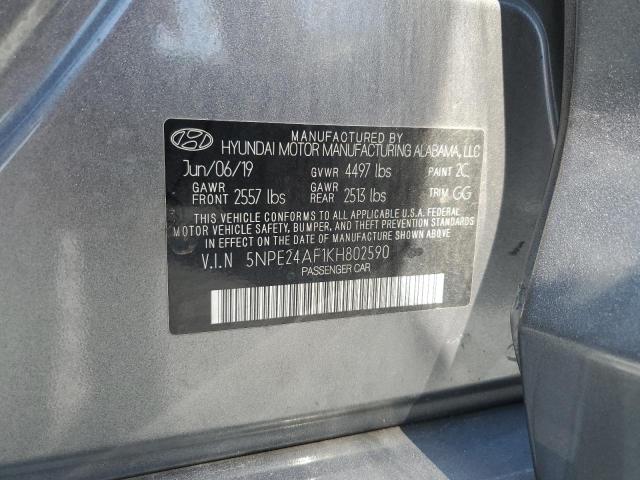 MANUFACTURED BY
HYUNDAI MOTOR MANUFACTURING ALABAMA, LLC
Jun/06/19 GVWR 4497 lbs PAINT 2C
GAWR FRONT 2557 lbs GAWR REAR 2513 lbs TRIM GG
THIS VEHICLE CONFORMS TO ALL APPLICABLE U.S.A FEDERAL
MOTOR VEHICLE SAFETY, BUMPER, AND THEFT PREVENTION STANDARDS
IN EFFECT ON THE DATE OF MANUFACTURE SHOWN ABOVE.
V.I.N 5NPE24AF1KH802590
PASSENGER CAR